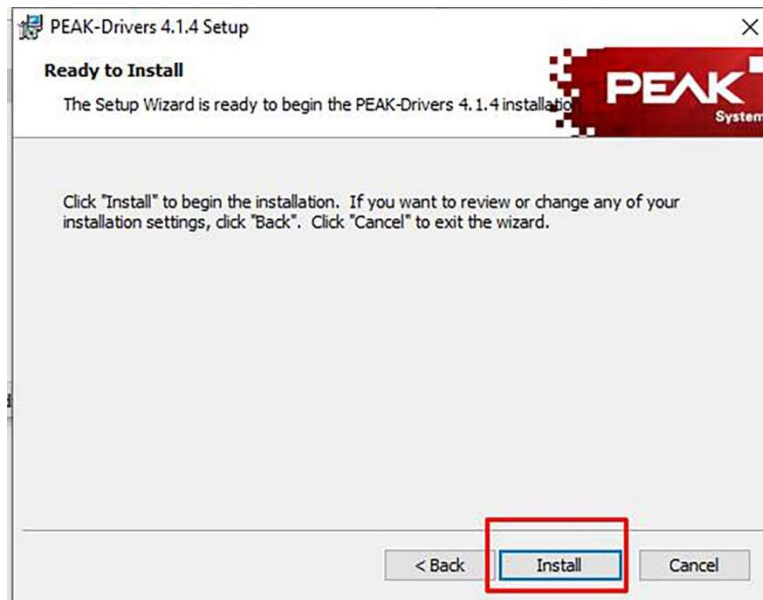 PEAK-Drivers 4.1.4 Setup
Ready to Install
The Setup Wizard is ready to begin the PEAK-Drivers 4.1.4 installatio
PEAK
System
Click "Install" to begin the installation. If you want to review or change any of your
installation settings, click "Back". Click "Cancel" to exit the wizard.
< Back
Install
Cancel